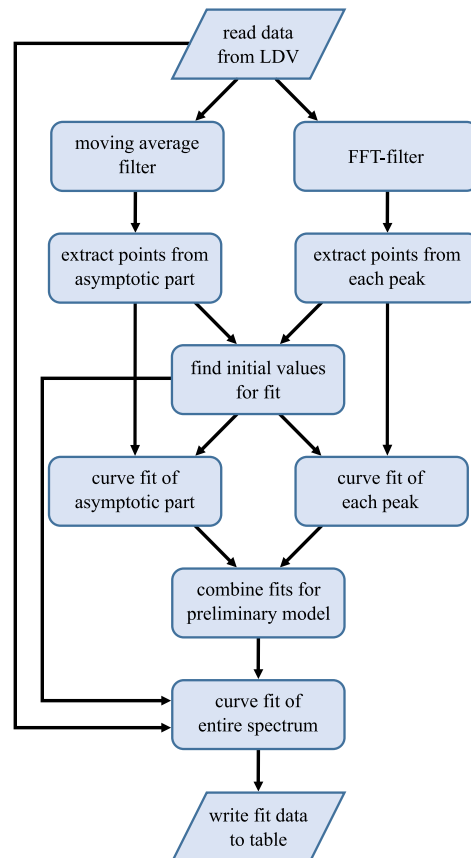 read data
from LDV
moving average
filter
FFT-filter
extract points from
asymptotic part
extract points from
each peak
find initial values
for fit
curve fit of
asymptotic part
curve fit of
each peak
combine fits for
preliminary model
curve fit of
entire spectrum
write fit data
to table